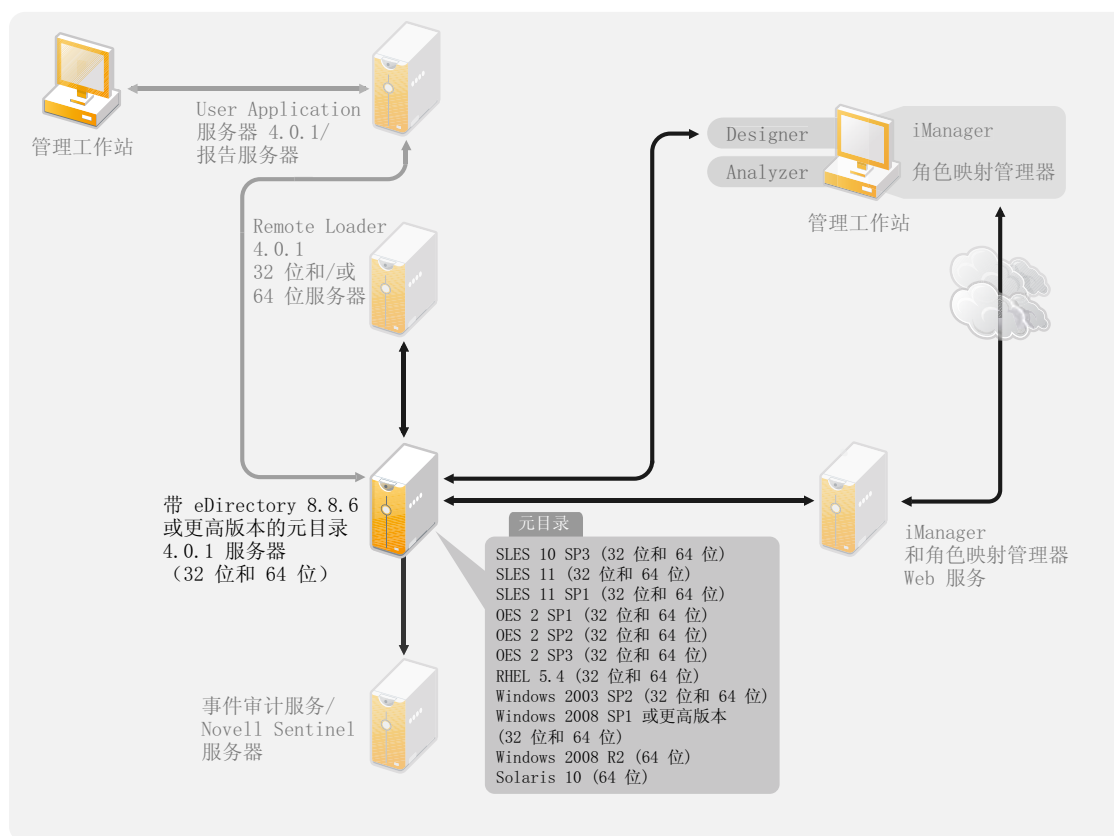 User Application
服务器 4.0.1/
报告服务器
管理工作站
Designer
Analyzer
iManager
角色映射管理器
管理工作站
Remote Loader
4.0.1
32 位和/或
64 位服务器
带 eDirectory 8.8.6
或更高版本的元目录
4.0.1 服务器
（32 位和 64 位）
元目录
SLES 10 SP3 (32 位和 64 位)
SLES 11 (32 位和 64 位)
SLES 11 SP1 (32 位和 64 位)
OES 2 SP1 (32 位和 64 位)
OES 2 SP2 (32 位和 64 位)
OES 2 SP3 (32 位和 64 位)
RHEL 5.4 (32 位和 64 位)
Windows 2003 SP2 (32 位和 64 位)
Windows 2008 SP1 或更高版本
(32 位和 64 位)
Windows 2008 R2 (64 位)
Solaris 10 (64 位)
iManager
和角色映射管理器
Web 服务
事件审计服务/
Novell Sentinel
服务器